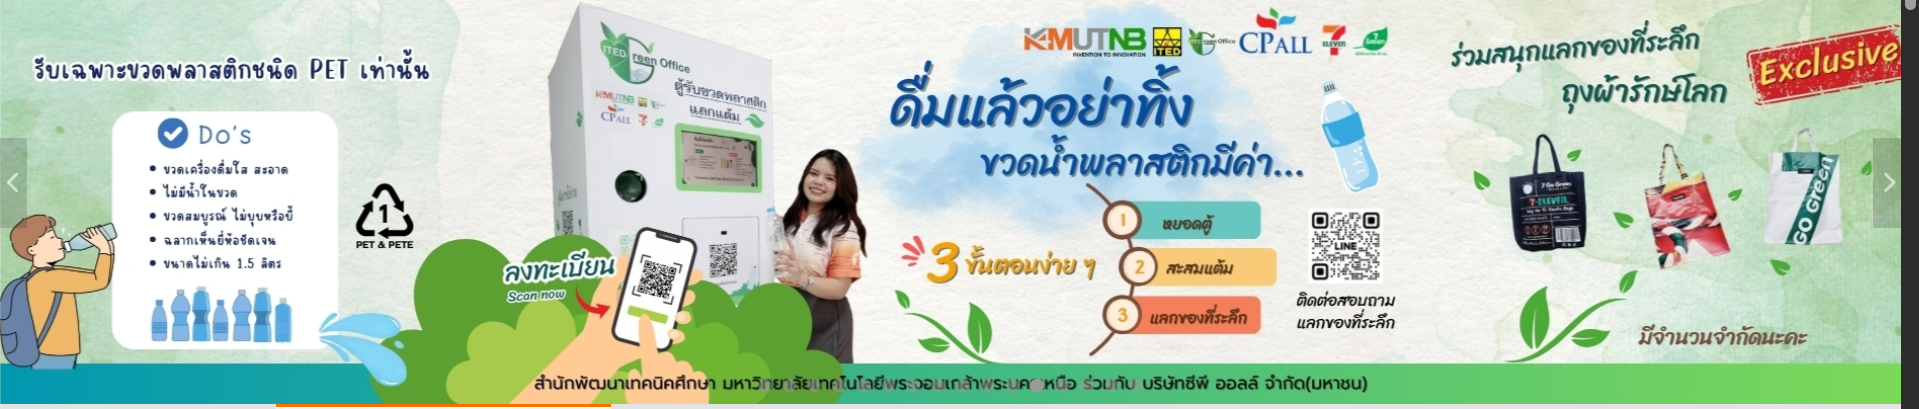 รับเฉพาะขวดพลาสติกชนิด PET เท่านั้น
Do's
ขวดเครื่องดื่มใส สะอาด
ไม่มีน้ำในขวด
ขวดสมบูรณ์ ไม่บุบหรือบี้
ฉลากเห็นยี่ห้อชัดเจน
ขนาดไม่เกิน 1.5 ลิตร
1
PET & PETE
ITED Green Office
KMUTNB
CPALL
ตู้รับขวดพลาสติก
แลกแต้ม
ลงทะเบียน
Scan now
KMUTNB
INVENTION TO INNOVATION
ITED
ITED Green Office
CPALL
7 ELEVEN
7 Green
ดื่มแล้วอย่าทิ้ง
ขวดน้ำพลาสติกมีค่า...
3 ขั้นตอนง่าย ๆ
1 หยอดตู้
2 สะสมแต้ม
3 แลกของที่ระลึก
LINE
ติดต่อสอบถาม
แลกของที่ระลึก
ร่วมสนุกแลกของที่ระลึก
ถุงผ้ารักษ์โลก
Exclusive
7 Go Green
7-ELEVEN
7 GO Green
มีจำนวนจำกัดนะคะ
สำนักพัฒนาเทคนิคศึกษา มหาวิทยาลัยเทคโนโลยีพระจอมเกล้าพระนครเหนือ ร่วมกับ บริษัทซีพี ออลล์ จำกัด(มหาชน)